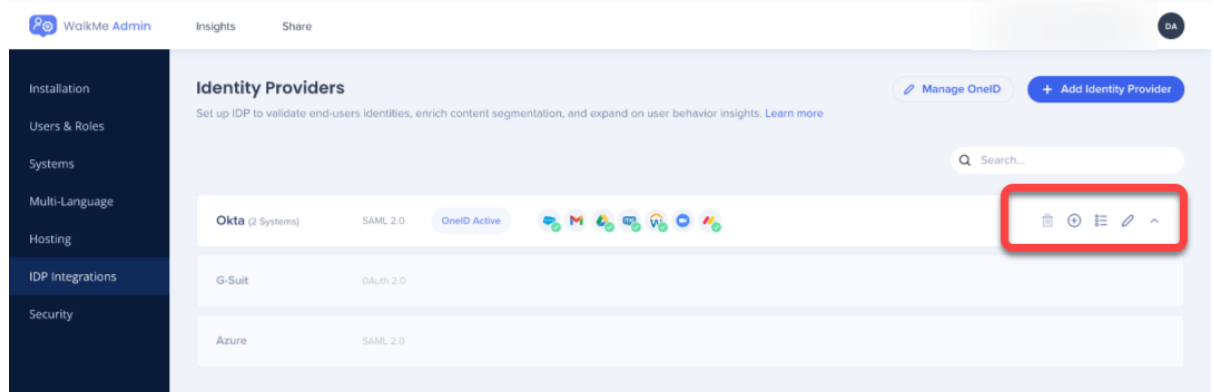 WalkMe Admin
Insights
Share
DA
Installation
Users & Roles
Systems
Multi-Language
Hosting
IDP Integrations
Security
Identity Providers
Set up IDP to validate end-users identities, enrich content segmentation, and expand on user behavior insights. Learn more
Manage OneID
+ Add Identity Provider
Search...
Okta (2 Systems)
SAML 2.0
OneID Active
G-Suit
OAuth 2.0
Azure
SAML 2.0